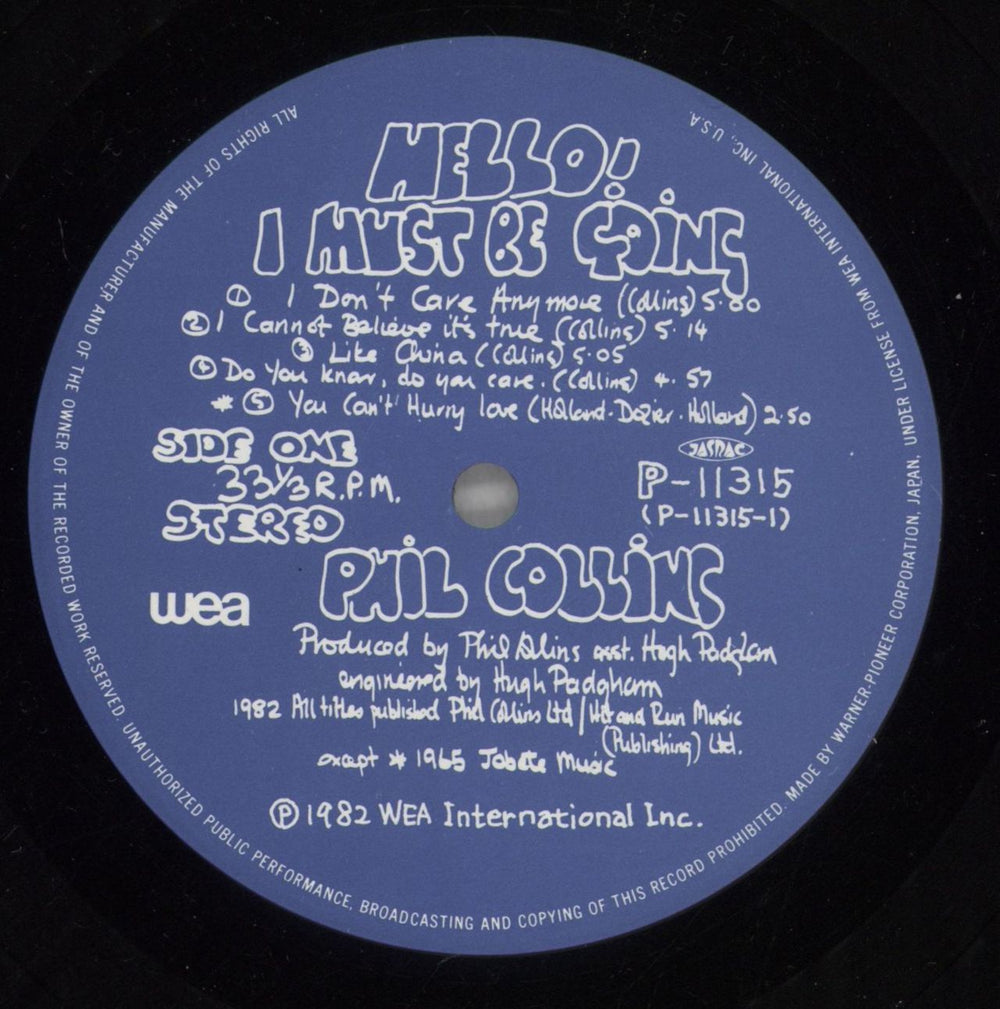 HELLO!
I MUST BE GOING
① I Don't Care Anymore (Collins) 5.00
② I Cannot Believe it's true (Collins) 5.14
③ Like China (Collins) 5.05
④ Do You know, do you care. (Collins) 4.57
* ⑤ You Can't Hurry love (Holland-Dozier-Holland) 2.50
SIDE ONE
33 1/3 R.P.M.
STEREO
JASRAC
P-11315
(P-11315-1)
wea
PHIL COLLINS
Produced by Phil Collins asst. Hugh Padgham
engineered by Hugh Padgham
1982 All titles published Phil Collins Ltd / Hit and Run Music
(Publishing) Ltd.
except * 1965 Jobete Music
Ⓟ 1982 WEA International Inc.
ALL RIGHTS OF THE MANUFACTURER AND OF THE OWNER OF THE RECORDED WORK RESERVED. UNAUTHORIZED PUBLIC PERFORMANCE, BROADCASTING AND COPYING OF THIS RECORD PROHIBITED. MADE BY WARNER-PIONEER CORPORATION, JAPAN, UNDER LICENSE FROM WEA INTERNATIONAL INC., U.S.A